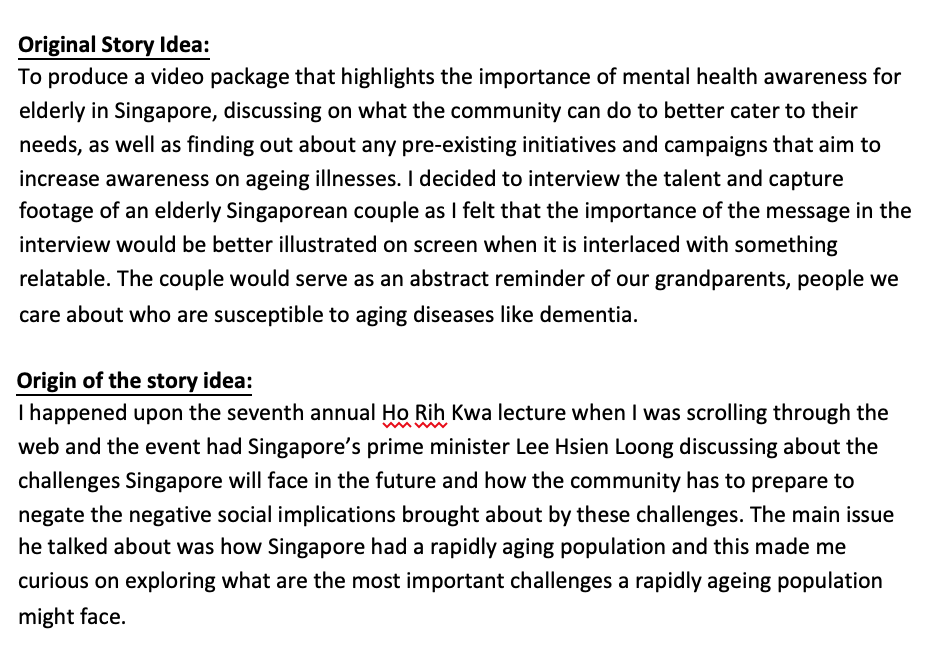 Original Story Idea:
To produce a video package that highlights the importance of mental health awareness for
elderly in Singapore, discussing on what the community can do to better cater to their
needs, as well as finding out about any pre-existing initiatives and campaigns that aim to
increase awareness on ageing illnesses. I decided to interview the talent and capture
footage of an elderly Singaporean couple as I felt that the importance of the message in the
interview would be better illustrated on screen when it is interlaced with something
relatable. The couple would serve as an abstract reminder of our grandparents, people we
care about who are susceptible to aging diseases like dementia.
Origin of the story idea:
I happened upon the seventh annual Ho Rih Kwa lecture when I was scrolling through the
web and the event had Singapore’s prime minister Lee Hsien Loong discussing about the
challenges Singapore will face in the future and how the community has to prepare to
negate the negative social implications brought about by these challenges. The main issue
he talked about was how Singapore had a rapidly aging population and this made me
curious on exploring what are the most important challenges a rapidly ageing population
might face.